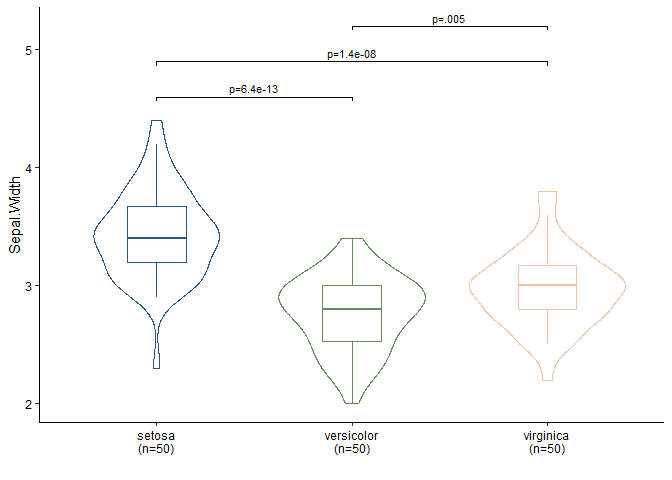 p=.005
5
p=1.4e-08
p=6.4e-13
4
Sepal.Width
3
2
setosa
(n=50)
versicolor
(n=50)
virginica
(n=50)